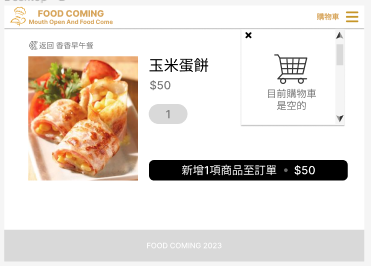 FOOD COMING
Mouth Open And Food Come
購物車
返回 香香早午餐
玉米蛋餅
$50
1
目前購物車
是空的
新增1項商品至訂單 • $50
FOOD COMING 2023